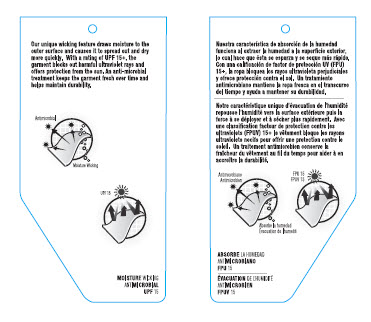 Our unique wicking texture draws moisture to the
outer surface and causes it to spread out and dry
more quickly. With a rating of UPF 15+, the
garment blocks out harmful ultraviolet rays and
offers protection from the sun. An anti-microbial
treatment keeps the garment fresh over time and
helps maintain durability.
Antimicrobial
Moisture Wicking
UPF 15
MOISTURE WICKING
ANTIMICROBIAL
UPF 15
Nuestra característica de absorción de la humedad
funciona al extraer la humedad a la superficie exterior,
lo cual hace que ésta se esparza y se seque más rápido.
Con una calificación de factor de protección UV (FPU)
15+, la ropa bloquea los rayos ultravioleta perjudiciales
y ofrece protección contra el sol. Un tratamiento
antimicrobiano mantiene la ropa fresca en el transcurso
del tiempo y ayuda a mantener su durabilidad.
Notre caractéristique unique d'évacuation de l'humidité
repousse l'humidité vers la surface extérieure puis la
force à se déployer et à sécher plus rapidement. Avec
une classification facteur de protection contre les
ultraviolets (FPUV) 15+ le vêtement bloque les rayons
ultraviolets nocifs pour offrir une protection contre le
soleil. Un traitement antimicrobien conserve la
fraîcheur du vêtement au fil du temps pour aider à en
accroître la durabilité.
Antimicrobiano
Antimicrobien
FPU 15
FPUV 15
Absorbe la humedad
Évacuation de l'humidité
ABSORBE LA HUMEDAD
ANTIMICROBIANO
FPU 15
ÉVACUATION DE L'HUMIDITÉ
ANTIMICROBIEN
FPUV 15